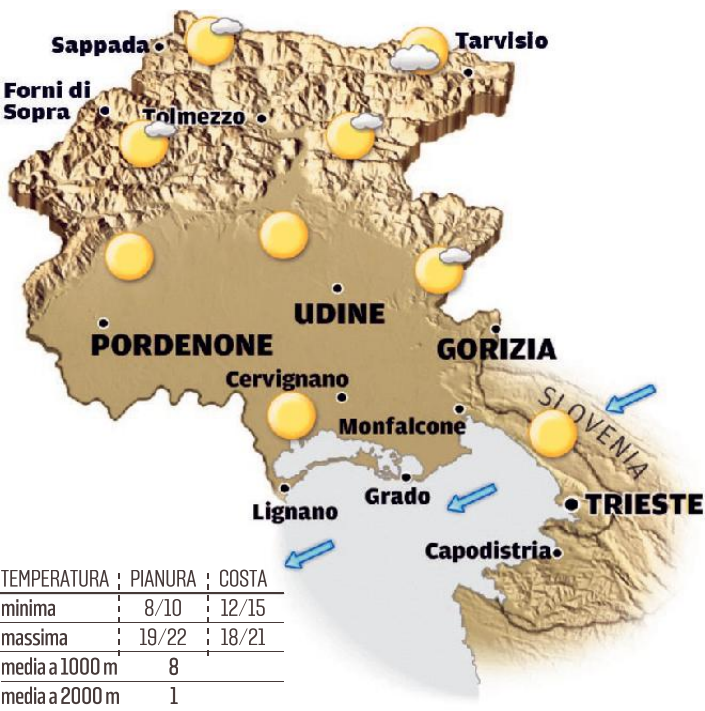 Sappada
Tarvisio
Forni di
Sopra
Tolmezzo
UDINE
PORDENONE
GORIZIA
Cervignano
SLOVENIA
Monfalcone
Grado
Lignano
TRIESTE
Capodistria
TEMPERATURA PIANURA COSTA
minima 8/10 12/15
massima 19/22 18/21
media a 1000 m 8
media a 2000 m 1